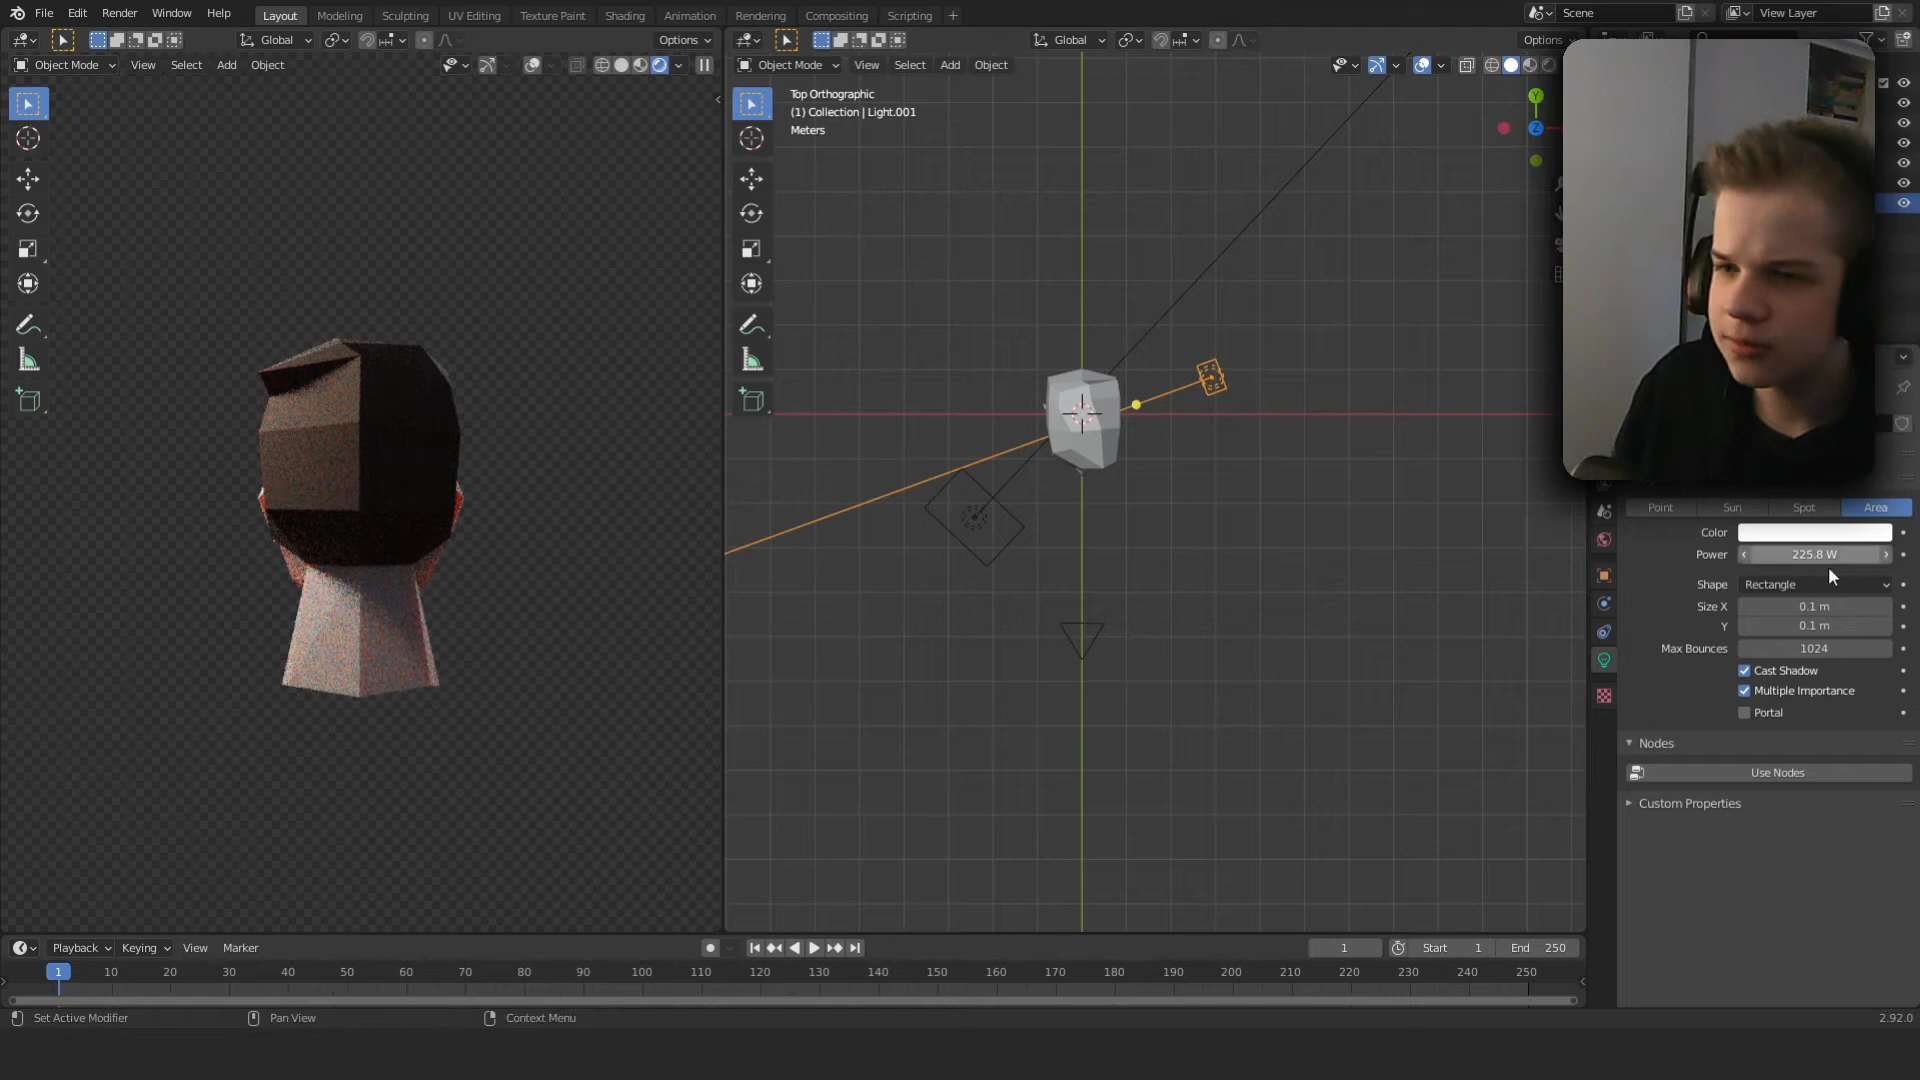 File Edit Render Window Help
Layout Modeling Sculpting UV Editing Texture Paint Shading Animation Rendering Compositing Scripting +
Scene
View Layer
Global
Options
Object Mode View Select Add Object
Global
Options
Object Mode View Select Add Object
Top Orthographic
(1) Collection | Light.001
Meters
Y
Z
Point Sun Spot Area
Color
Power 225.8 W
Shape Rectangle
Size X 0.1 m
Y 0.1 m
Max Bounces 1024
Cast Shadow
Multiple Importance
Portal
Nodes
Use Nodes
Custom Properties
Playback Keying View Marker
1
Start 1
End 250
1 10 20 30 40 50 60 70 80 90 100 110 120 130 140 150 160 170 180 190 200 210 220 230 240 250
Set Active Modifier
Pan View
Context Menu
2.92.0